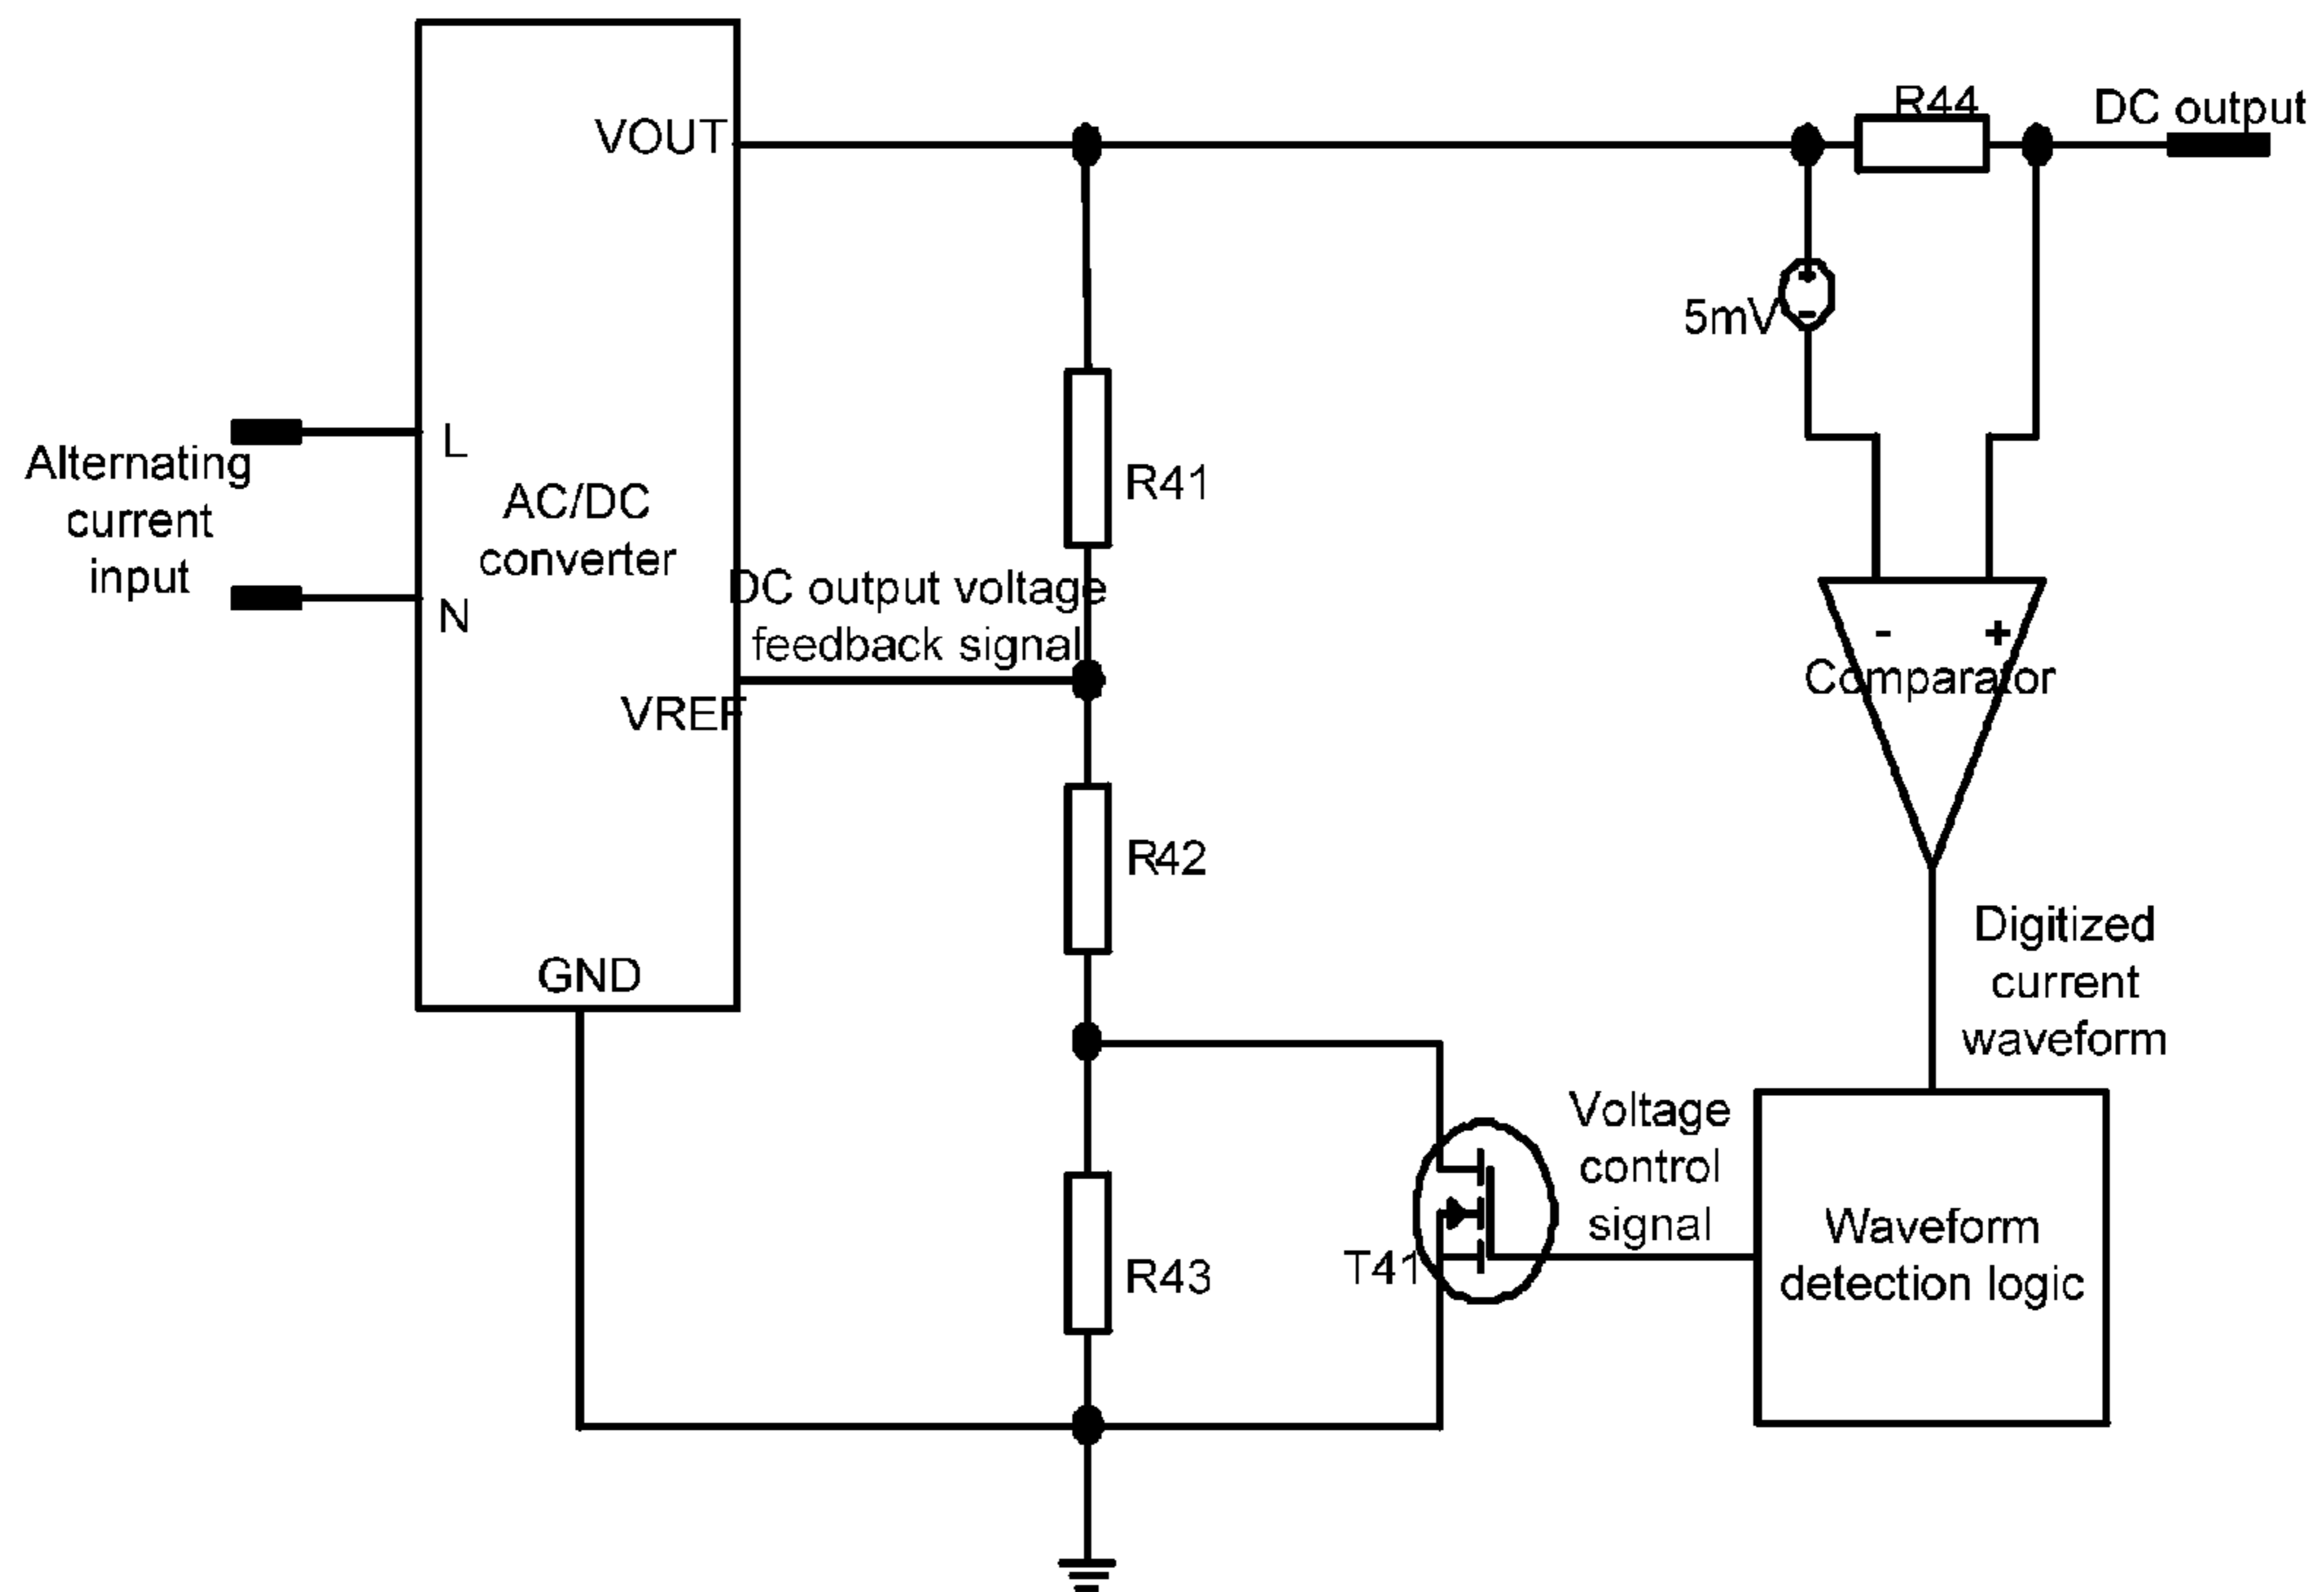 R44
DC output
VOUT
5mV
L
Alternating
current
input
AC/DC
converter
N
R41
DC output voltage
feedback signal
VREF
- +
Comparator
R42
GND
Digitized
current
waveform
Voltage
control
signal
R43
T41
Waveform
detection logic